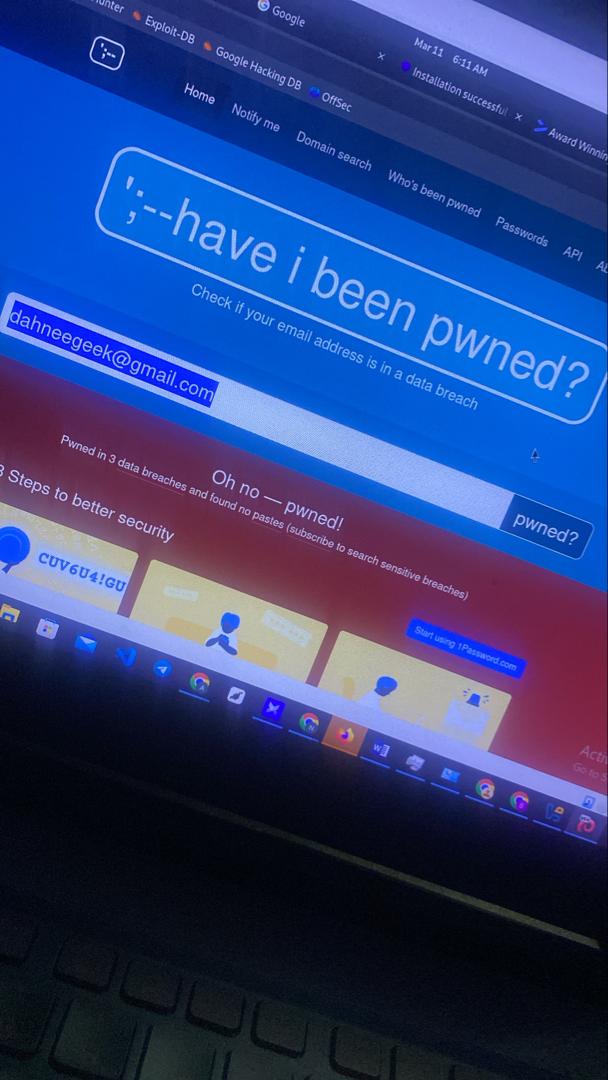 Google
Mar 11 6:11 AM
Hunter
Exploit-DB
Google Hacking DB
OffSec
Installation successful
Award Winnin
';--
Home
Notify me
Domain search
Who's been pwned
Passwords
API
';--have i been pwned?
Check if your email address is in a data breach
dahneegeek@gmail.com
pwned?
Oh no — pwned!
Pwned in 3 data breaches and found no pastes (subscribe to search sensitive breaches)
3 Steps to better security
CUV6U4!GU
Start using 1Password.com
Acti
Go to S